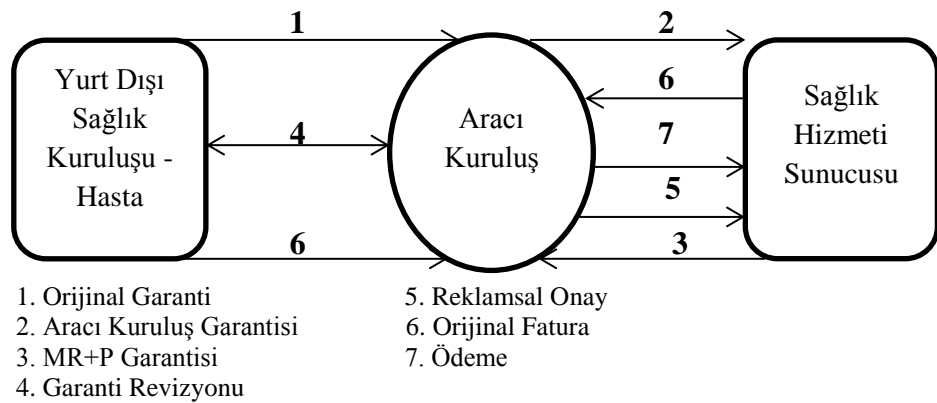 1
2
Yurt Dışı
Sağlık
Kuruluşu -
Hasta
4
6
Aracı
Kuruluş
6
7
5
3
Sağlık
Hizmeti
Sunucusu
1. Orijinal Garanti
2. Aracı Kuruluş Garantisi
3. MR+P Garantisi
4. Garanti Revizyonu
5. Reklamsal Onay
6. Orijinal Fatura
7. Ödeme